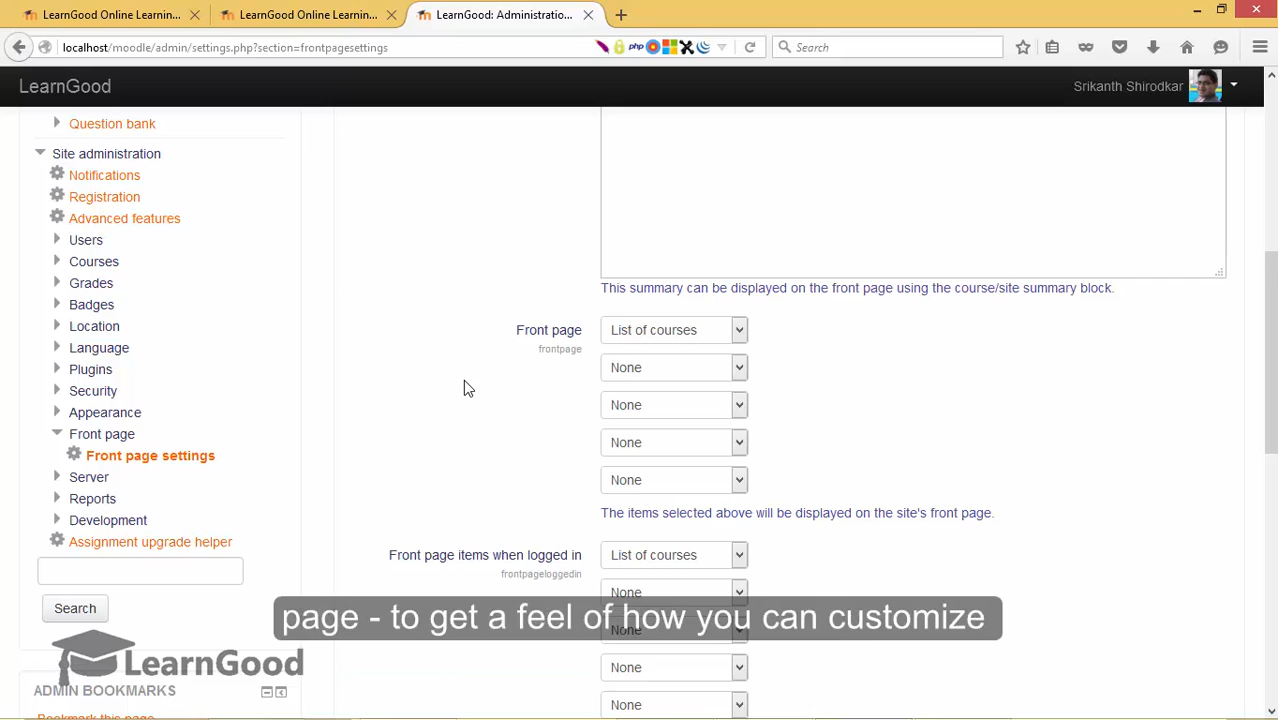 LearnGood Online Learnin...
LearnGood Online Learnin...
LearnGood: Administratio...
localhost/moodle/admin/settings.php?section=frontpagesettings
php
Search
LearnGood
Srikanth Shirodkar
Question bank
Site administration
Notifications
Registration
Advanced features
Users
Courses
Grades
Badges
Location
Language
Plugins
Security
Appearance
Front page
Front page settings
Server
Reports
Development
Assignment upgrade helper
Search
LearnGood
ADMIN BOOKMARKS
Bookmark this page
This summary can be displayed on the front page using the course/site summary block.
Front page
frontpage
List of courses
None
None
None
None
The items selected above will be displayed on the site's front page.
Front page items when logged in
frontpageloggedin
List of courses
None
None
None
None
page - to get a feel of how you can customize